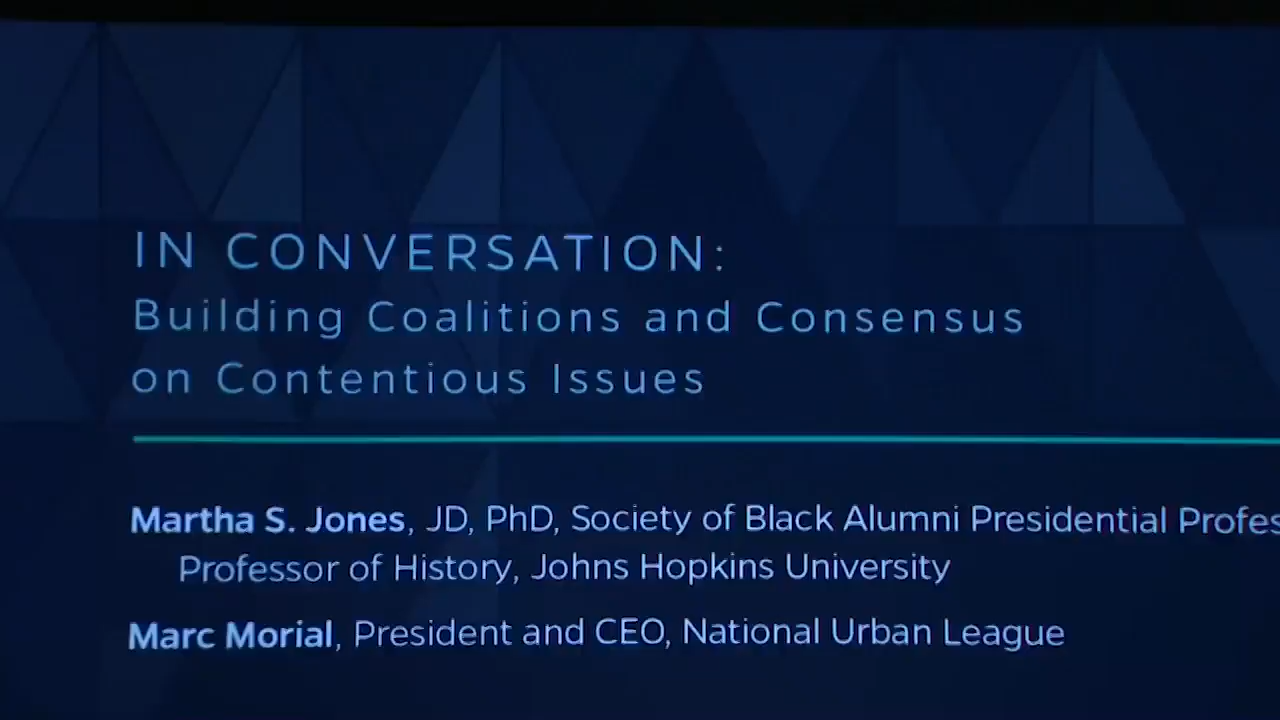 IN CONVERSATION:
Building Coalitions and Consensus
on Contentious Issues
Martha S. Jones, JD, PhD, Society of Black Alumni Presidential
Professor of History, Johns Hopkins University
Marc Morial, President and CEO, National Urban League